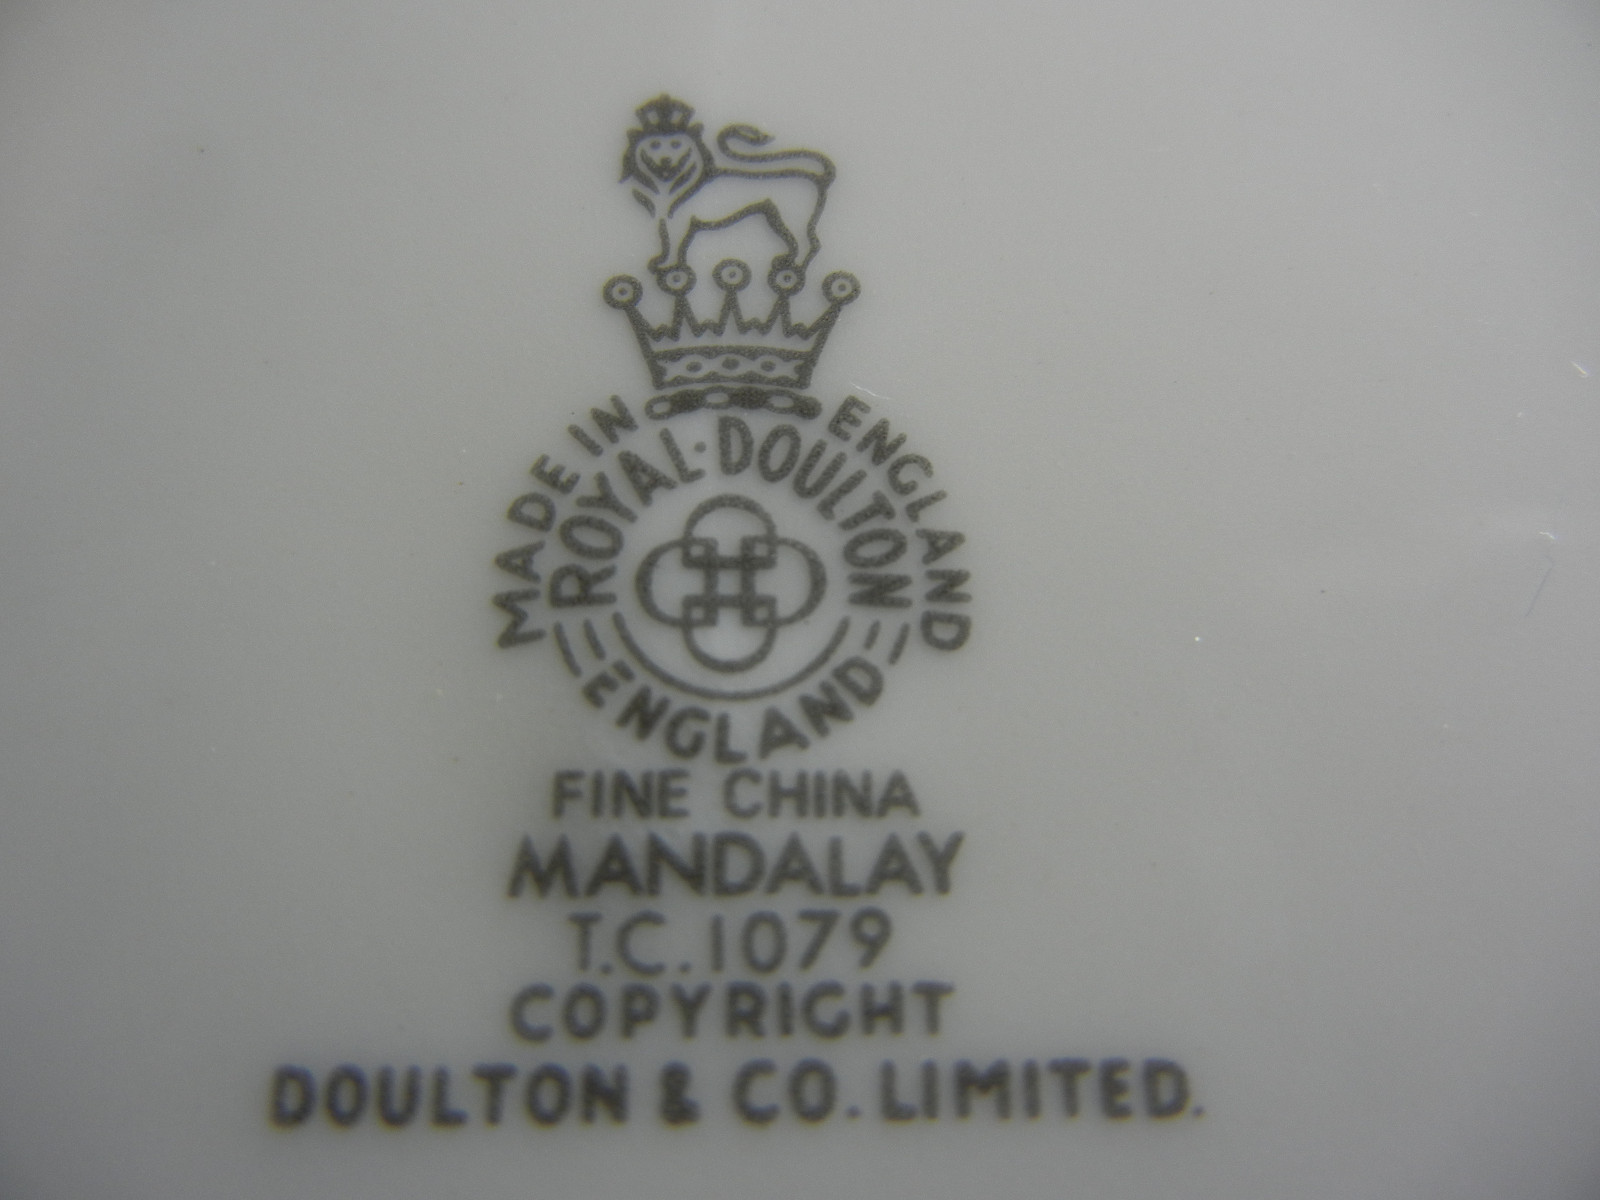 MADE IN ENGLAND
ROYAL·DOULTON
ENGLAND
FINE CHINA
MANDALAY
T.C.1079
COPYRIGHT
DOULTON & CO. LIMITED.